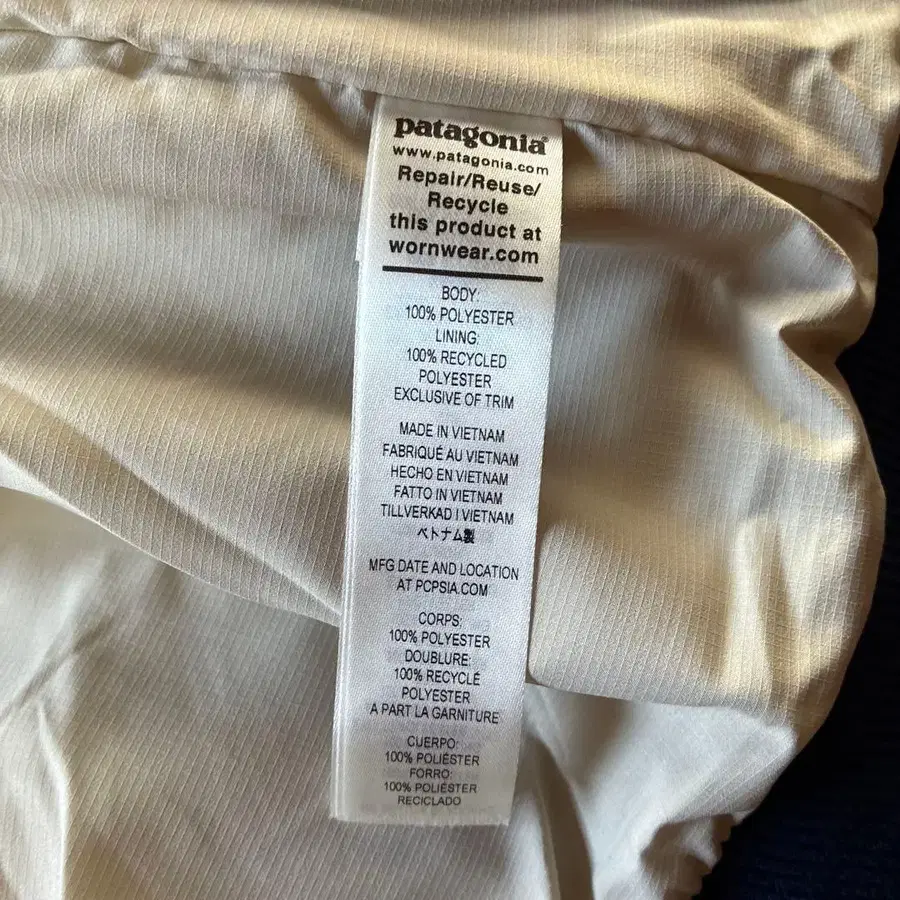 patagonia®
www.patagonia.com
Repair/Reuse/
Recycle
this product at
wornwear.com
BODY:
100% POLYESTER
LINING:
100% RECYCLED
POLYESTER
EXCLUSIVE OF TRIM
MADE IN VIETNAM
FABRIQUÉ AU VIETNAM
HECHO EN VIETNAM
FATTO IN VIETNAM
TILLVERKAD I VIETNAM
ベトナム製
MFG DATE AND LOCATION
AT PCPSIA.COM
CORPS:
100% POLYESTER
DOUBLURE:
100% RECYCLÉ
POLYESTER
A PART LA GARNITURE
CUERPO:
100% POLIÉSTER
FORRO:
100% POLIÉSTER
RECICLADO